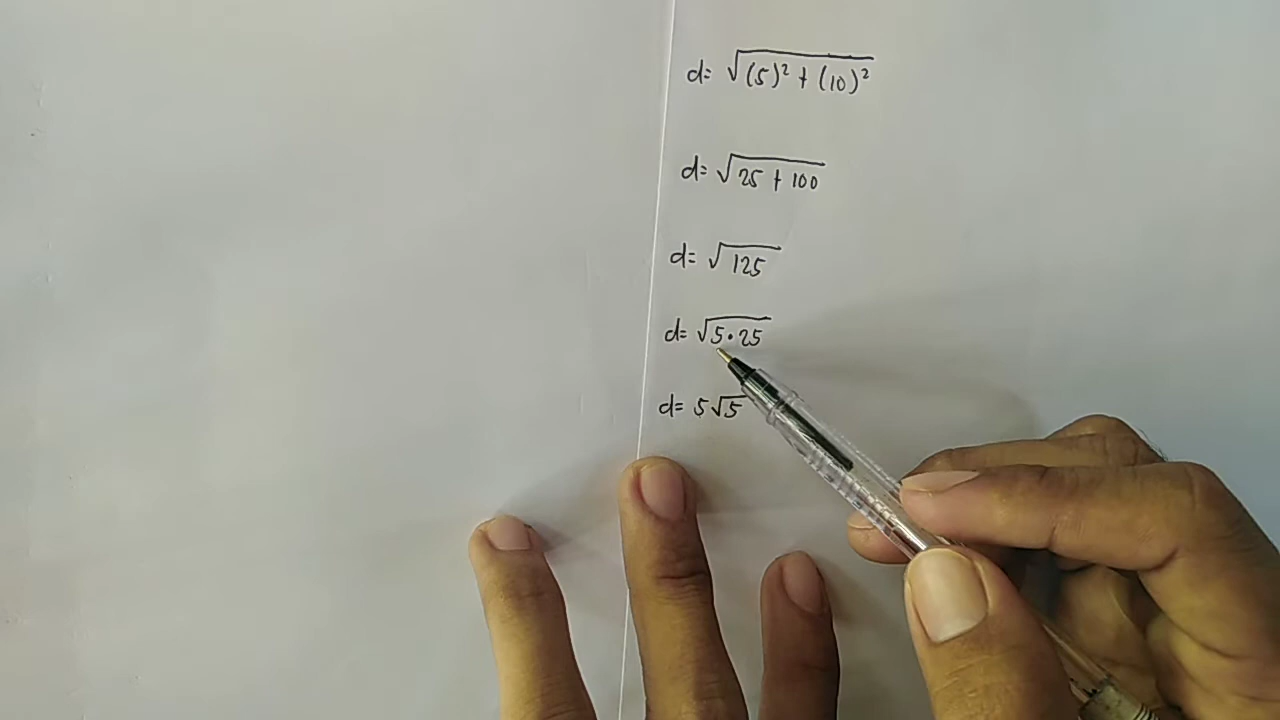 d= √(5)² + (10)²
d= √25 + 100
d= √125
d= √5·25
d= 5√5